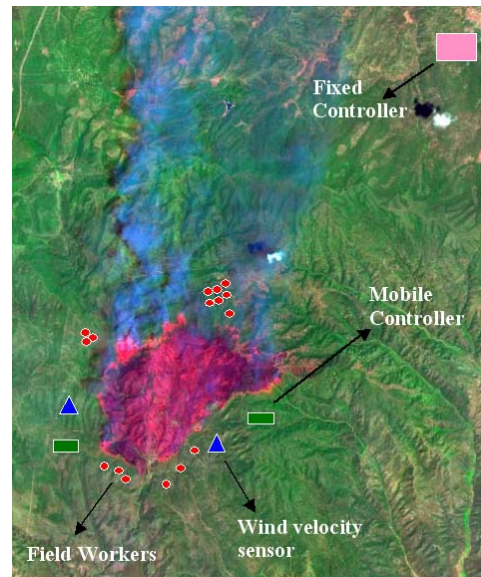 Fixed
Controller
Mobile
Controller
Wind velocity
sensor
Field Workers